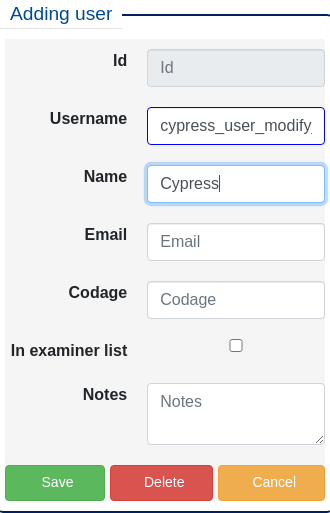 Adding user
Id Id
Username cypress_user_modify_
Name Cypress
Email Email
Codage Codage
In examiner list
Notes Notes
Save Delete Cancel